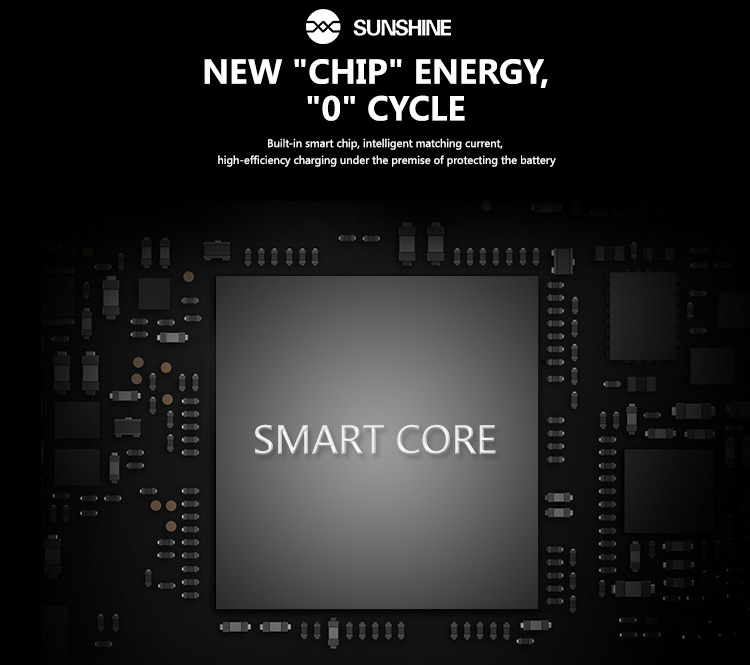 SUNSHINE
NEW "CHIP" ENERGY,
"0" CYCLE
Built-in smart chip, intelligent matching current,
high-efficiency charging under the premise of protecting the battery
SMART CORE